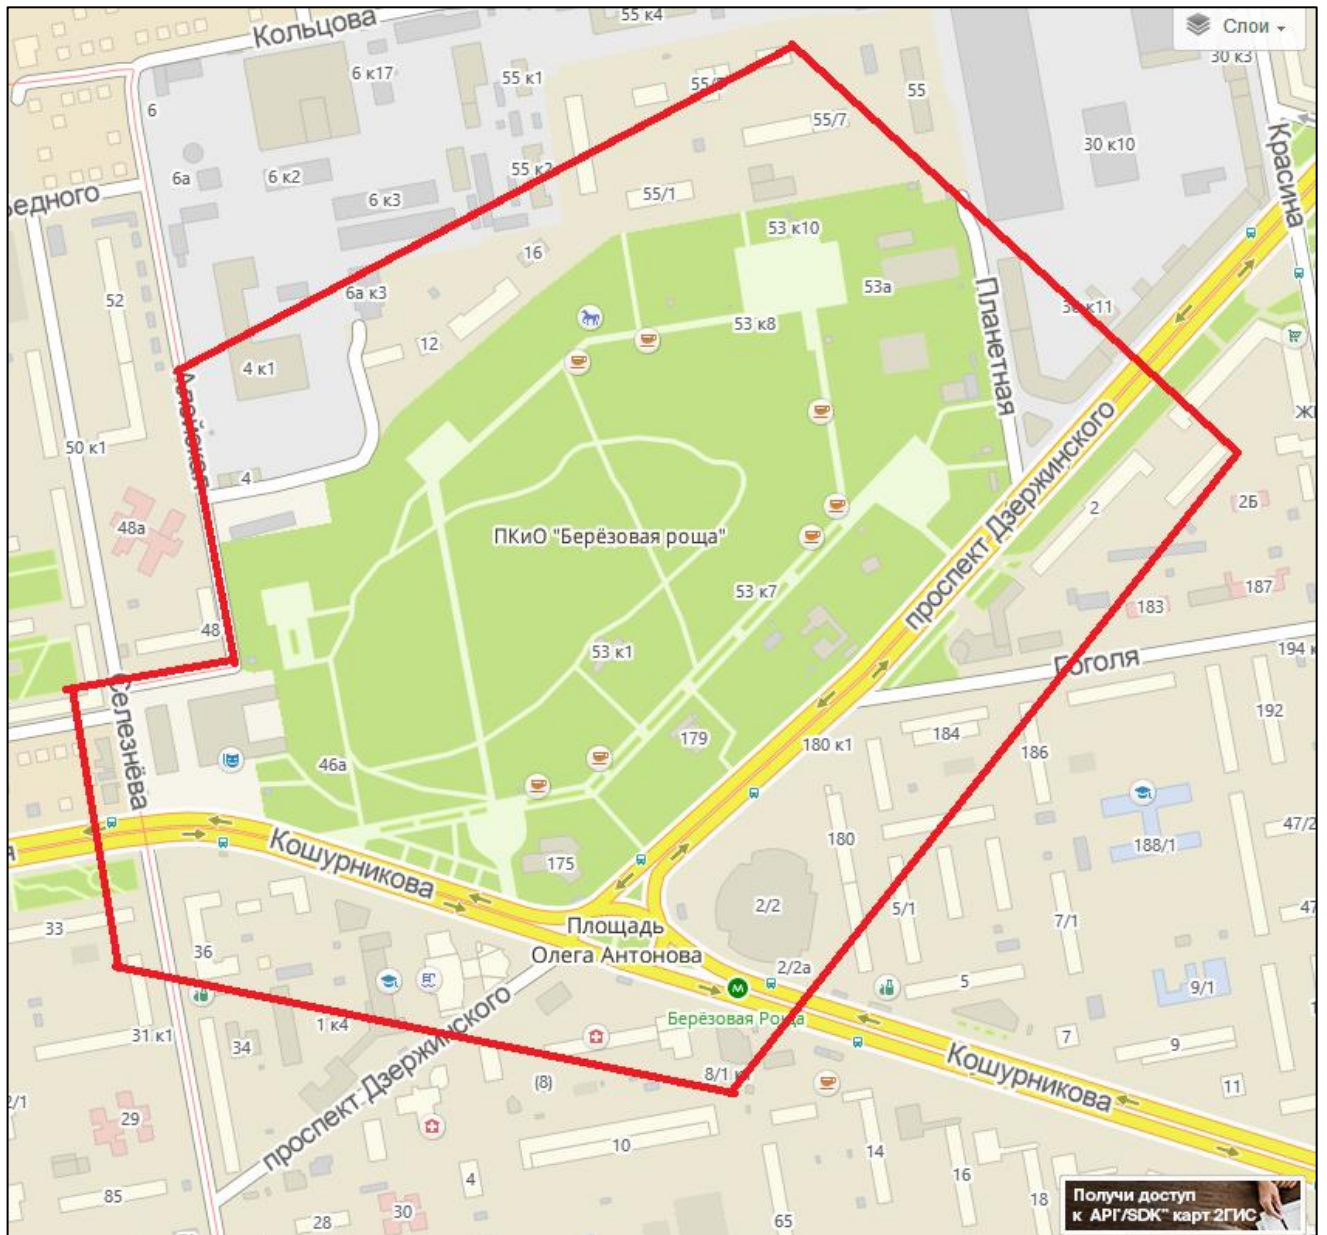 Кольцова
55 к4
Слои
6 к17
55 к1
30 к3
6
55
55/7
30 к10
Красина
6а
6 к2
55 к2
6 к3
55/1
53 к10
16
6а к3
53а
52
53 к8
12
4 к1
Планетная
Алейская
50 к1
4
2
2Б
48а
ПКиО "Берёзовая роща"
проспект Дзержинского
53 к7
187
183
48
53 к1
Гоголя
Селезнёва
192
179
184
180 к1
186
46а
Кошурникова
180
188/1
175
47/2
2/2
5/1
7/1
33
Площадь
Олега Антонова
36
2/2а
5
9/1
1 к4
Берёзовая Роща
31 к1
34
7
9
Кошурникова
8/1
(8)
проспект Дзержинского
11
29
10
14
4
16
18
85
28
30
65
Получи доступ
к АРГ/SDK" карт 2ГИС